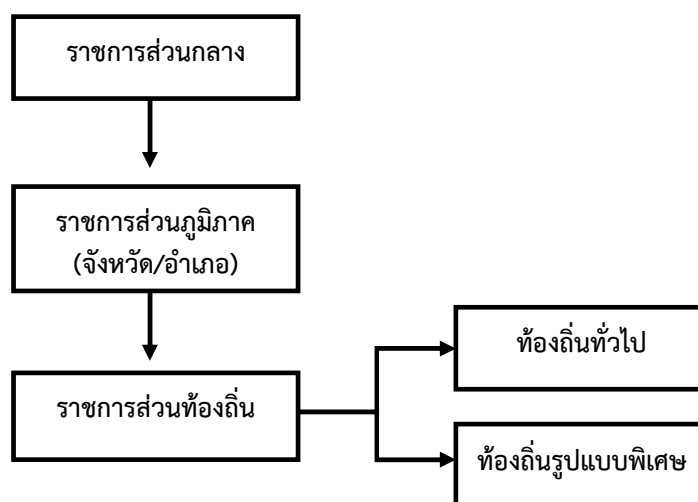 ราชการส่วนกลาง
ราชการส่วนภูมิภาค
(จังหวัด/อำเภอ)
ราชการส่วนท้องถิ่น
ท้องถิ่นทั่วไป
ท้องถิ่นรูปแบบพิเศษ